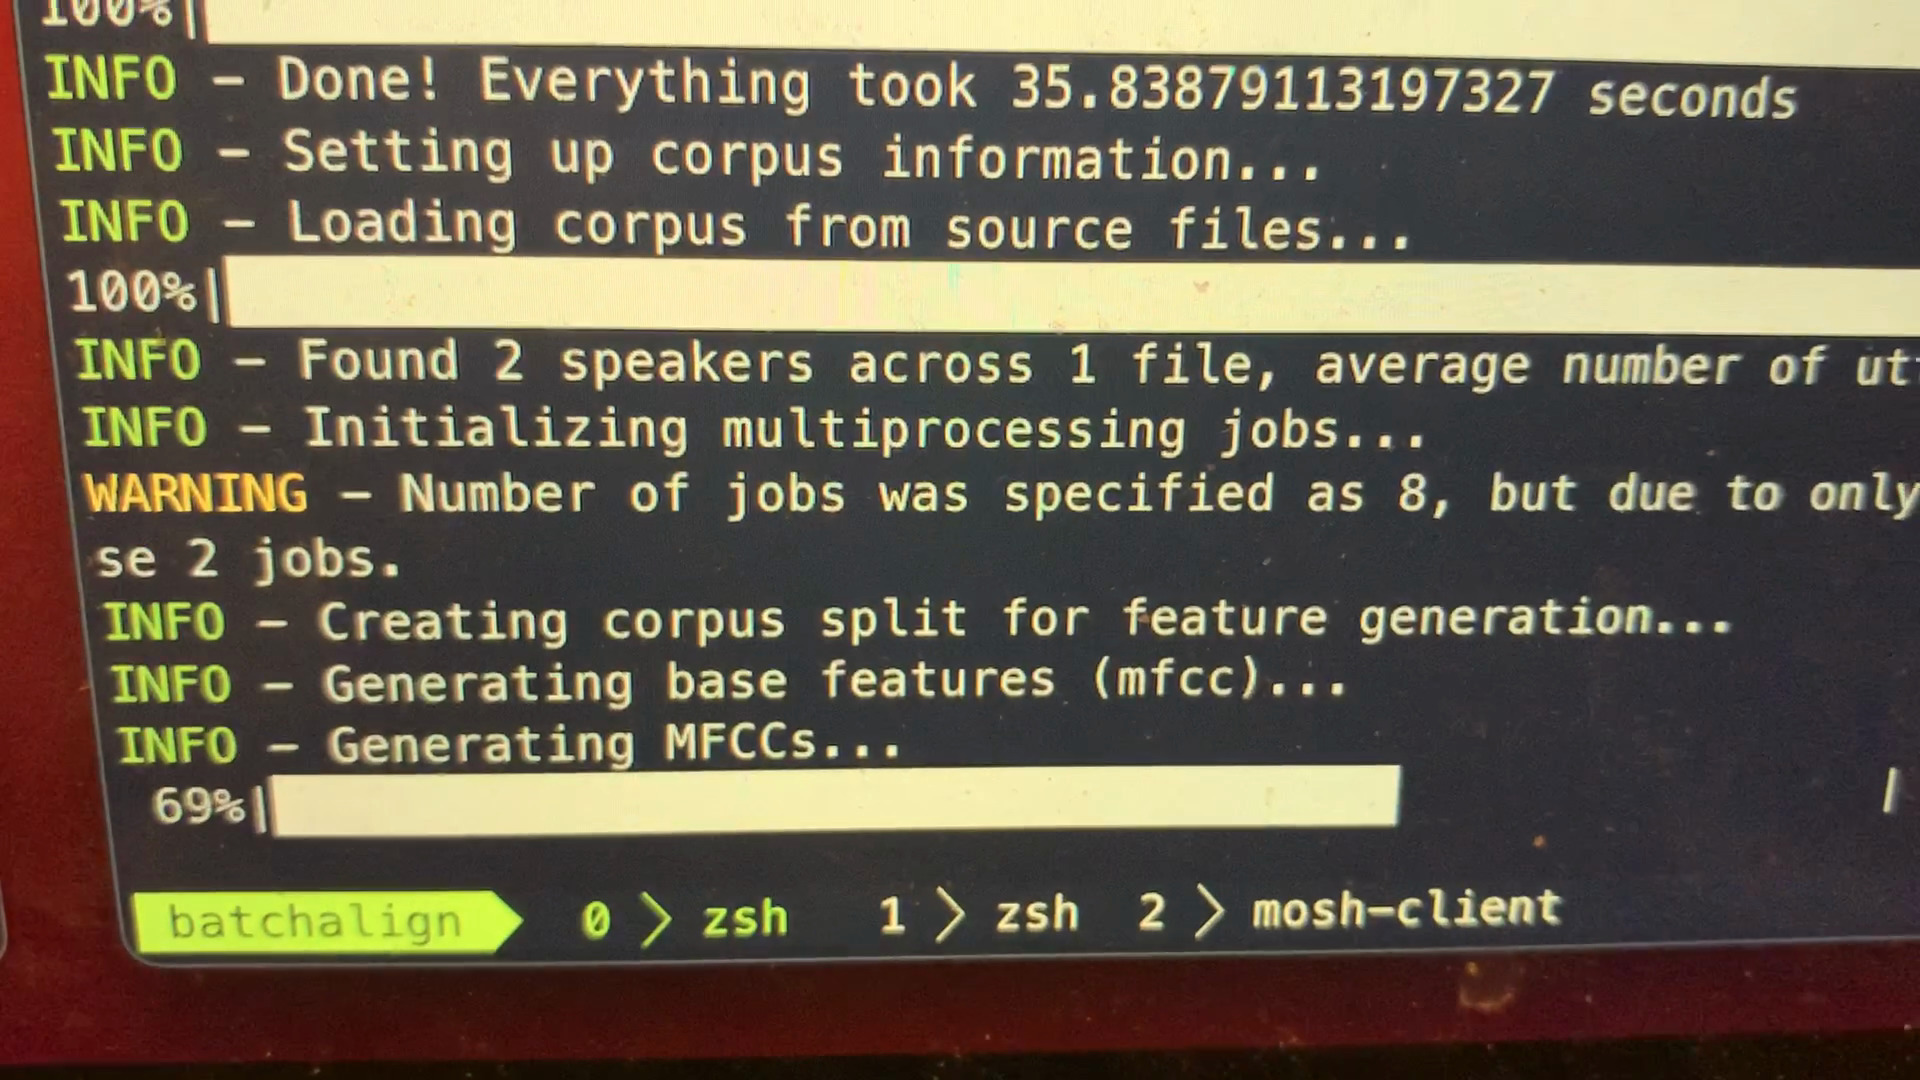 100%|
INFO – Done! Everything took 35.83879113197327 seconds
INFO – Setting up corpus information...
INFO – Loading corpus from source files...
100%|
INFO – Found 2 speakers across 1 file, average number of ut
INFO – Initializing multiprocessing jobs...
WARNING – Number of jobs was specified as 8, but due to only
se 2 jobs.
INFO – Creating corpus split for feature generation...
INFO – Generating base features (mfcc)...
INFO – Generating MFCCs...
69%| |
batchalign 0 > zsh 1 > zsh 2 > mosh-client